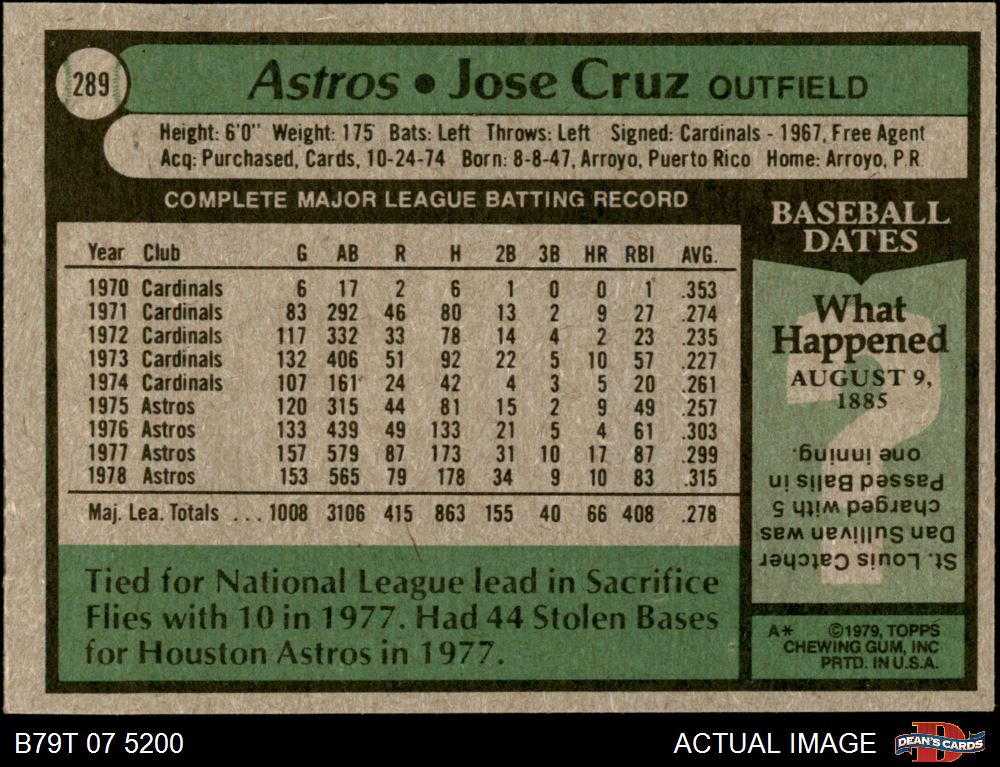 289
Astros • Jose Cruz OUTFIELD
Height: 6'0" Weight: 175 Bats: Left Throws: Left Signed: Cardinals - 1967, Free Agent
Acq: Purchased, Cards, 10-24-74 Born: 8-8-47, Arroyo, Puerto Rico Home: Arroyo, P.R
COMPLETE MAJOR LEAGUE BATTING RECORD
Year Club G AB R H 2B 3B HR RBI AVG.
1970 Cardinals 6 17 2 6 1 0 0 1 .353
1971 Cardinals 83 292 46 80 13 2 9 27 .274
1972 Cardinals 117 332 33 78 14 4 2 23 .235
1973 Cardinals 132 406 51 92 22 5 10 57 .227
1974 Cardinals 107 161 24 42 4 3 5 20 .261
1975 Astros 120 315 44 81 15 2 9 49 .257
1976 Astros 133 439 49 133 21 5 4 61 .303
1977 Astros 157 579 87 173 31 10 17 87 .299
1978 Astros 153 565 79 178 34 9 10 83 .315
Maj. Lea. Totals ... 1008 3106 415 863 155 40 66 408 .278
Tied for National League lead in Sacrifice
Flies with 10 in 1977. Had 44 Stolen Bases
for Houston Astros in 1977.
BASEBALL
DATES
What
Happened
AUGUST 9,
1885
?
St. Louis Catcher
Dan Sullivan was
charged with 5
Passed Balls in
one inning.
A* ©1979, TOPPS
CHEWING GUM, INC
PRTD. IN U.S.A.
B79T 07 5200
ACTUAL IMAGE
D
DEAN'S CARDS